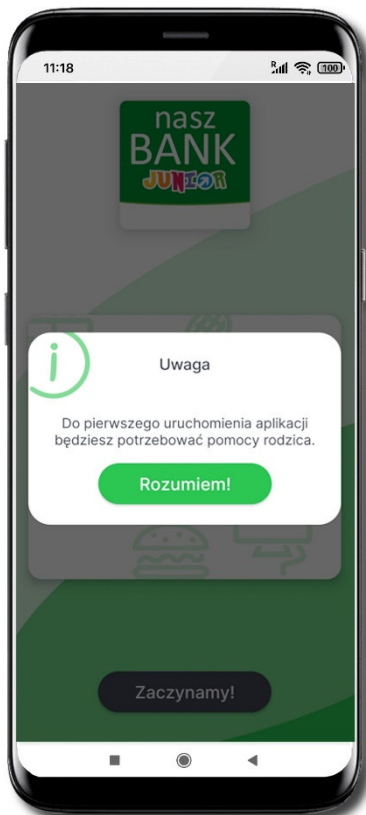 11:18
R
100
nasz
BANK
JUNIOR
Uwaga
Do pierwszego uruchomienia aplikacji
będziesz potrzebować pomocy rodzica.
Rozumiem!
Zaczynamy!